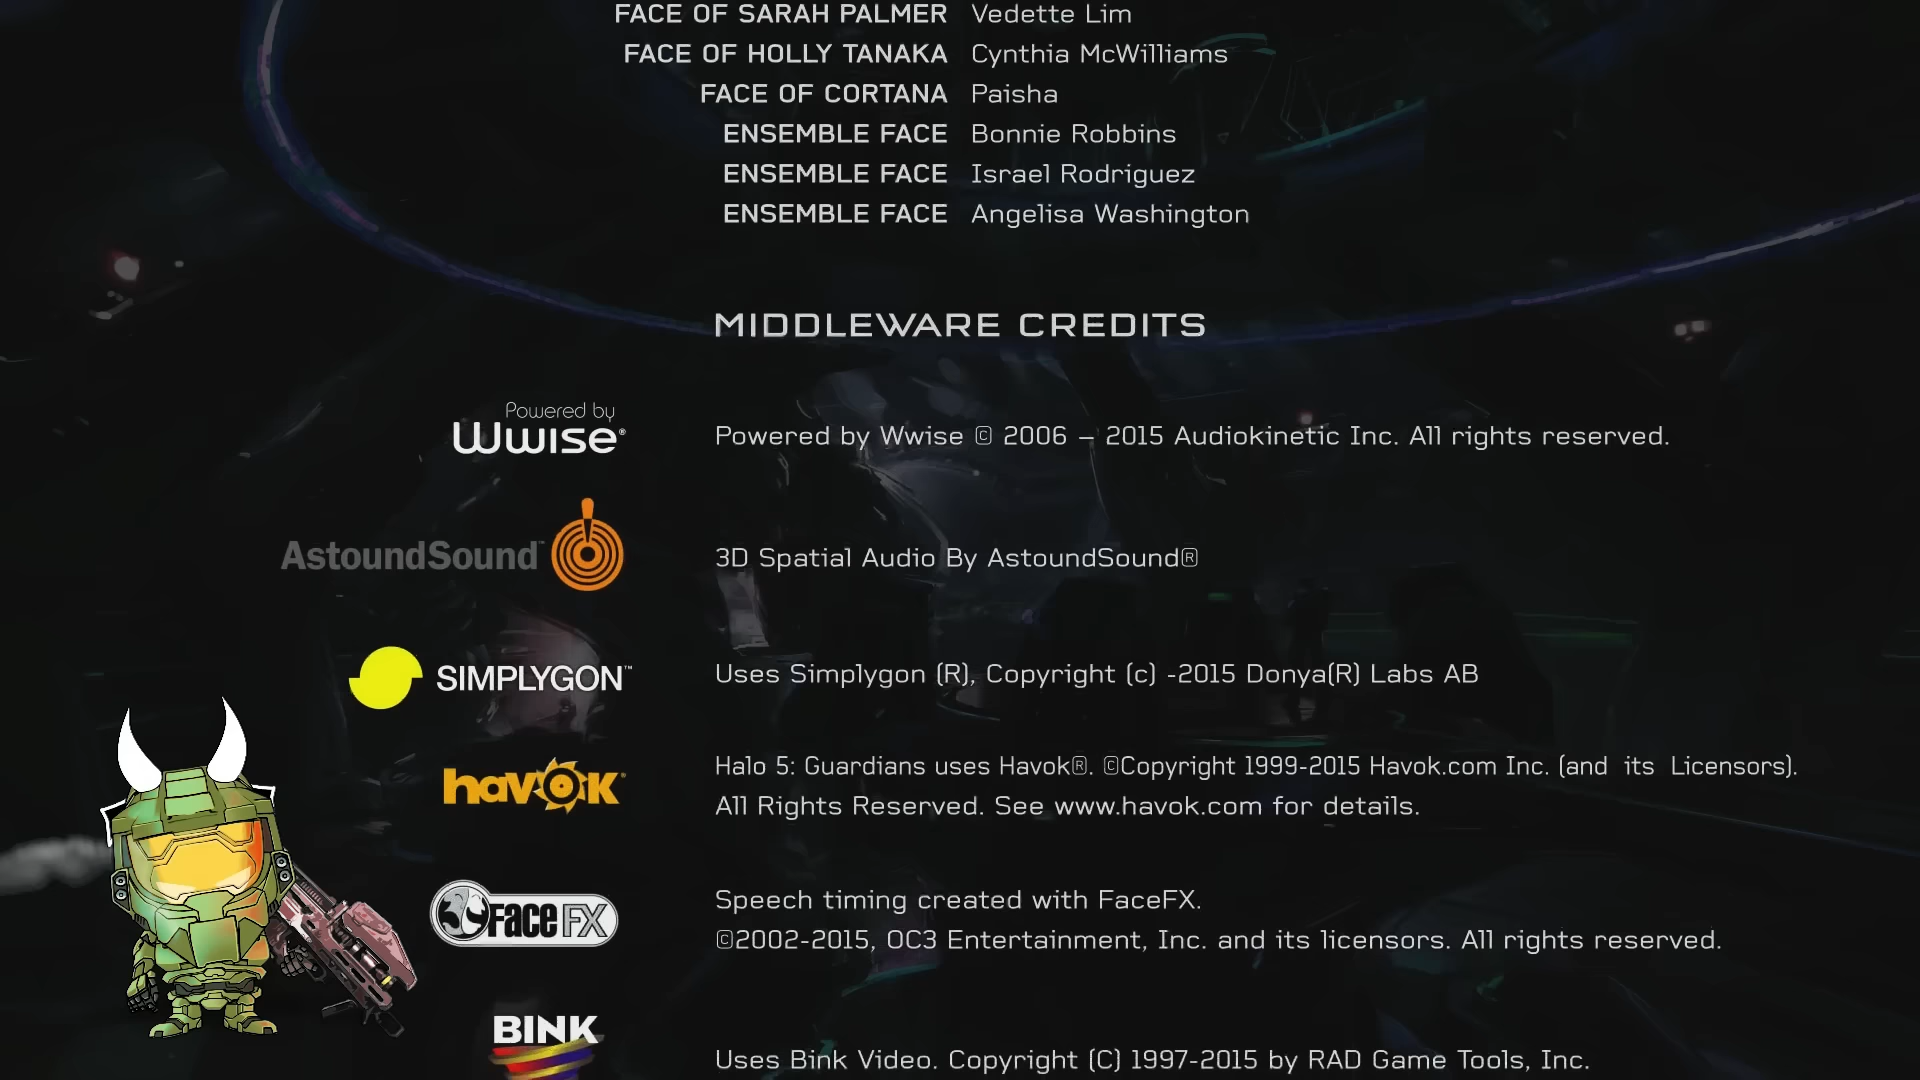 FACE OF SARAH PALMER Vedette Lim
FACE OF HOLLY TANAKA Cynthia McWilliams
FACE OF CORTANA Paisha
ENSEMBLE FACE Bonnie Robbins
ENSEMBLE FACE Israel Rodriguez
ENSEMBLE FACE Angelisa Washington
MIDDLEWARE CREDITS
Powered by
Wwise®
Powered by Wwise © 2006 – 2015 Audiokinetic Inc. All rights reserved.
AstoundSound™
3D Spatial Audio By AstoundSound®
SIMPLYGON™
Uses Simplygon (R), Copyright (c) -2015 Donya(R) Labs AB
havok®
Halo 5: Guardians uses Havok®. ©Copyright 1999-2015 Havok.com Inc. (and its Licensors).
All Rights Reserved. See www.havok.com for details.
FaceFX
Speech timing created with FaceFX.
©2002-2015, OC3 Entertainment, Inc. and its licensors. All rights reserved.
BINK
Uses Bink Video. Copyright (C) 1997-2015 by RAD Game Tools, Inc.